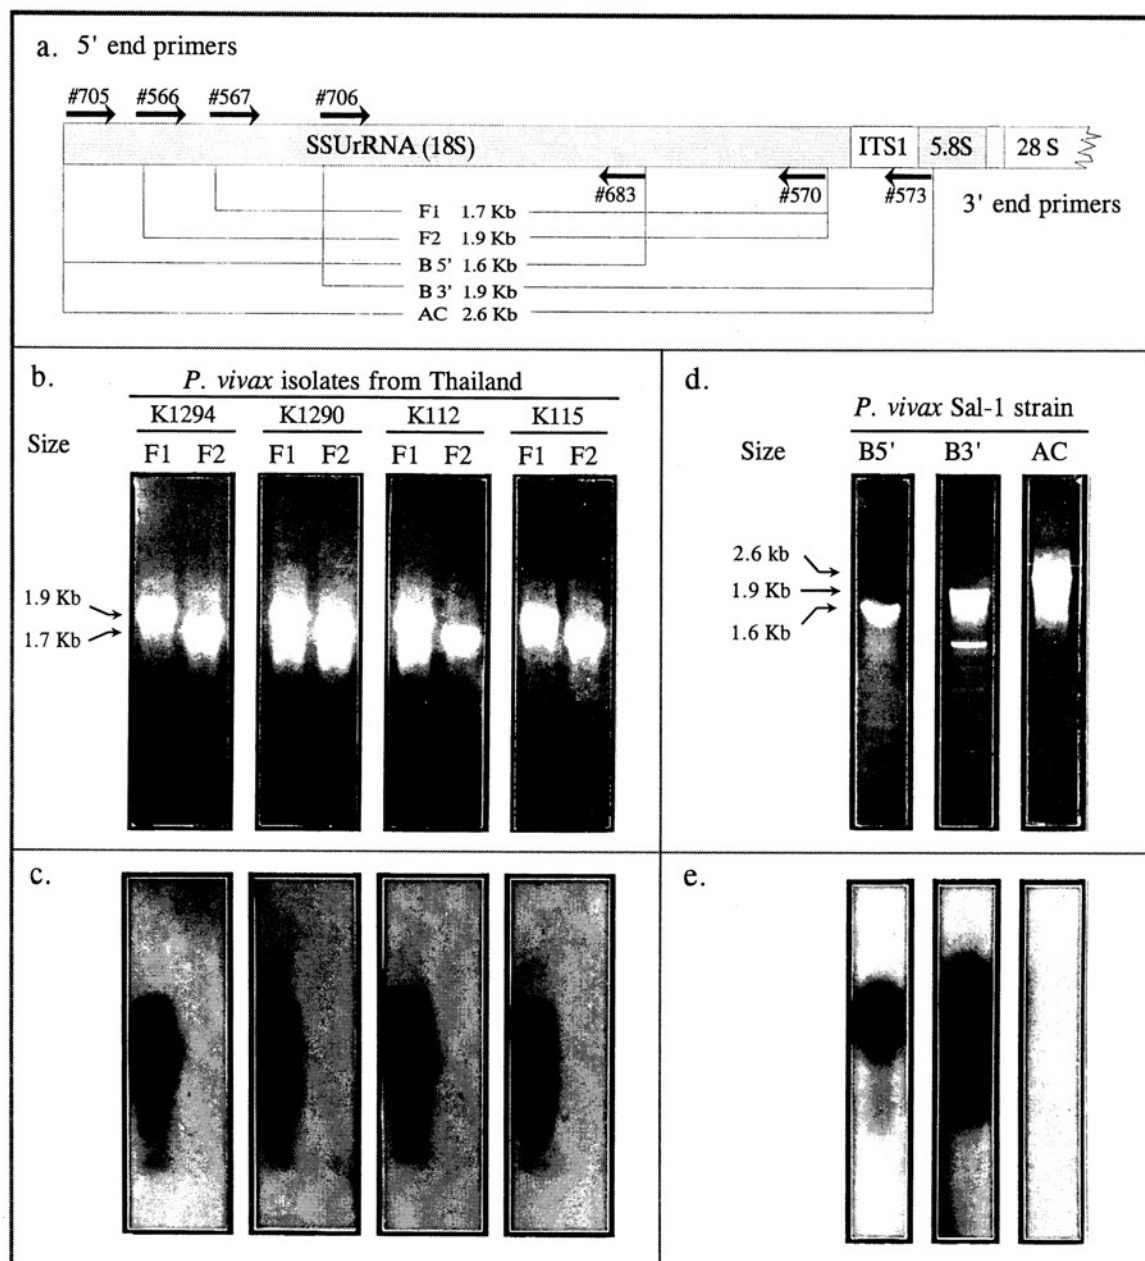 a. 5' end primers
#705 #566 #567 #706
SSUrRNA (18S) ITS1 5.8S 28 S
#683 #570 #573 3' end primers
F1 1.7 Kb
F2 1.9 Kb
B 5' 1.6 Kb
B 3' 1.9 Kb
AC 2.6 Kb
b. P. vivax isolates from Thailand
K1294 K1290 K112 K115
Size F1 F2 F1 F2 F1 F2 F1 F2
1.9 Kb
1.7 Kb
d. P. vivax Sal-1 strain
Size B5' B3' AC
2.6 kb
1.9 Kb
1.6 Kb
c.
e.